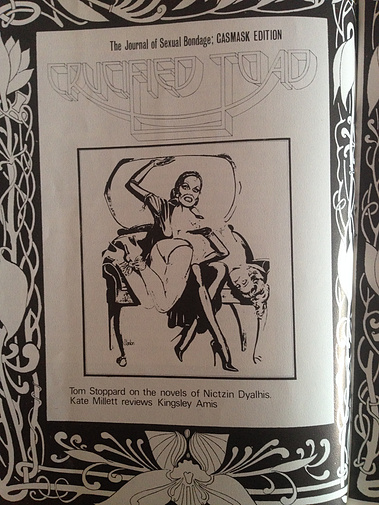 The Journal of Sexual Bondage; CASMASK EDITION
CRUCIFIED TOAD
Tom Stoppard on the novels of Nictzin Dyalhis.
Kate Millett reviews Kingsley Amis